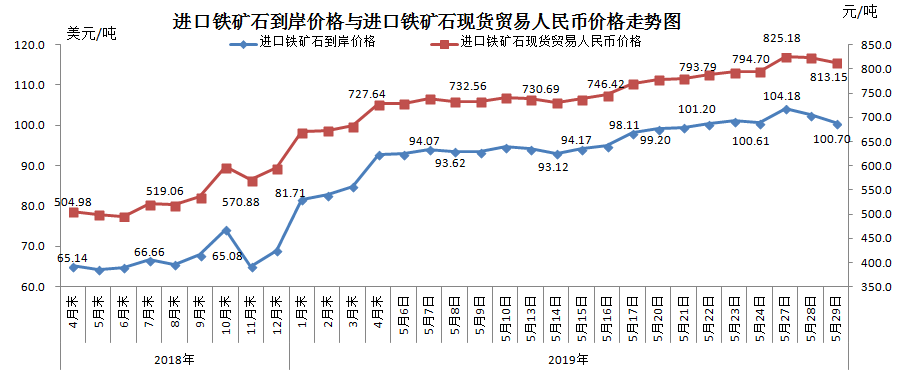 进口铁矿石到岸价格与进口铁矿石现货贸易人民币价格走势图
美元/吨
元/吨
进口铁矿石到岸价格 进口铁矿石现货贸易人民币价格
120.0
110.0
100.0
90.0
80.0
70.0
60.0
850.0
800.0
750.0
700.0
650.0
600.0
550.0
500.0
450.0
400.0
350.0
504.98
519.06
570.88
727.64
732.56
730.69
746.42
793.79
794.70
825.18
813.15
65.14
66.66
65.08
81.71
94.07
93.62
93.12
94.17
98.11
99.20
101.20
100.61
104.18
100.70
4月末
5月末
6月末
7月末
8月末
9月末
10月末
11月末
12月末
1月末
2月末
3月末
4月末
5月6日
5月7日
5月8日
5月9日
5月10日
5月13日
5月14日
5月15日
5月16日
5月17日
5月20日
5月21日
5月22日
5月23日
5月24日
5月27日
5月28日
5月29日
2018年
2019年